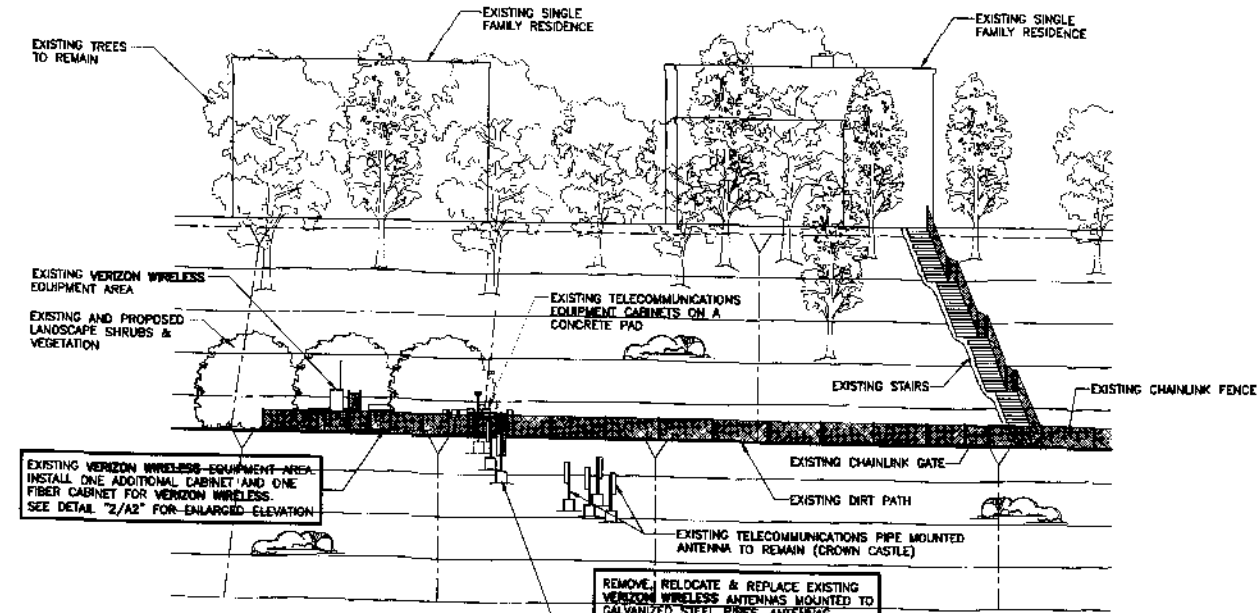 EXISTING SINGLE
FAMILY RESIDENCE
EXISTING SINGLE
FAMILY RESIDENCE
EXISTING TREES
TO REMAIN
EXISTING VERIZON WIRELESS
EQUIPMENT AREA
EXISTING AND PROPOSED
LANDSCAPE SHRUBS &
VEGETATION
EXISTING TELECOMMUNICATIONS
EQUIPMENT CABINETS ON A
CONCRETE PAD
EXISTING STAIRS
EXISTING CHAINLINK FENCE
EXISTING CHAINLINK GATE
EXISTING DIRT PATH
EXISTING VERIZON WIRELESS EQUIPMENT AREA.
INSTALL ONE ADDITIONAL CABINET AND ONE
FIBER CABINET FOR VERIZON WIRELESS.
SEE DETAIL "2/A2" FOR ENLARGED ELEVATION
EXISTING TELECOMMUNICATIONS PIPE MOUNTED
ANTENNA TO REMAIN (CROWN CASTLE)
REMOVE, RELOCATE & REPLACE EXISTING
VERIZON WIRELESS ANTENNAS MOUNTED TO
GALVANIZED STEEL PIPES. ANTENNAS